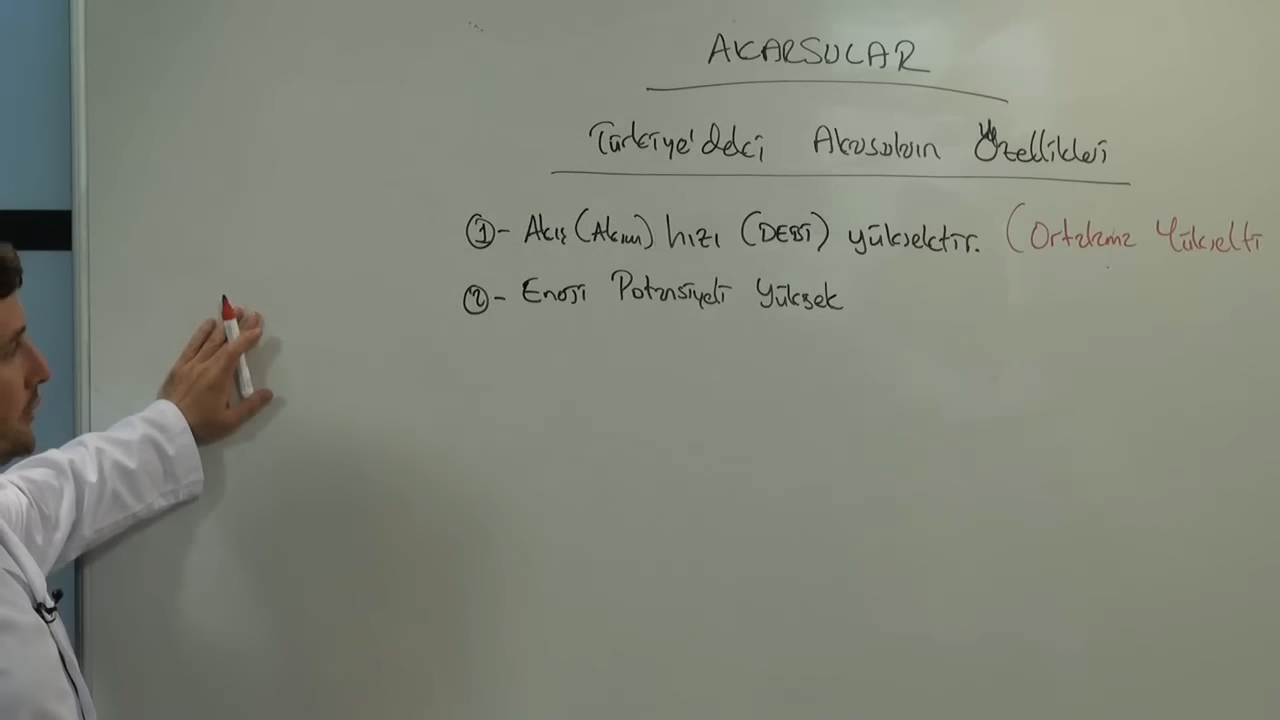 AKARSULAR
Türkiye'deki Akarsuların Özellikleri
1- Akış (Akım) hızı (DEBİ) yüksektir. (Ortalama Yükselti
2- Enerji Potansiyeli Yüksek